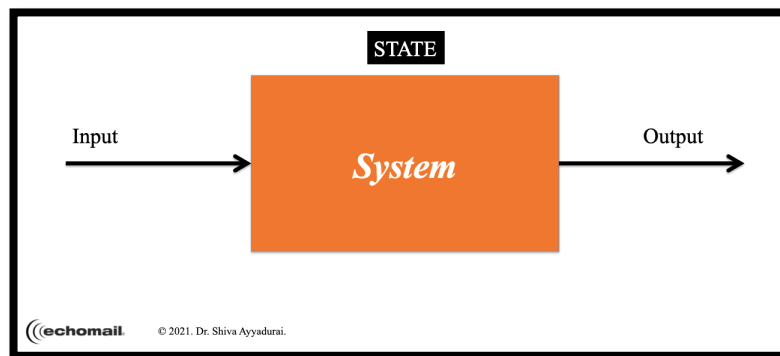 STATE
Input
System
Output
echomail
© 2021. Dr. Shiva Ayyadurai.